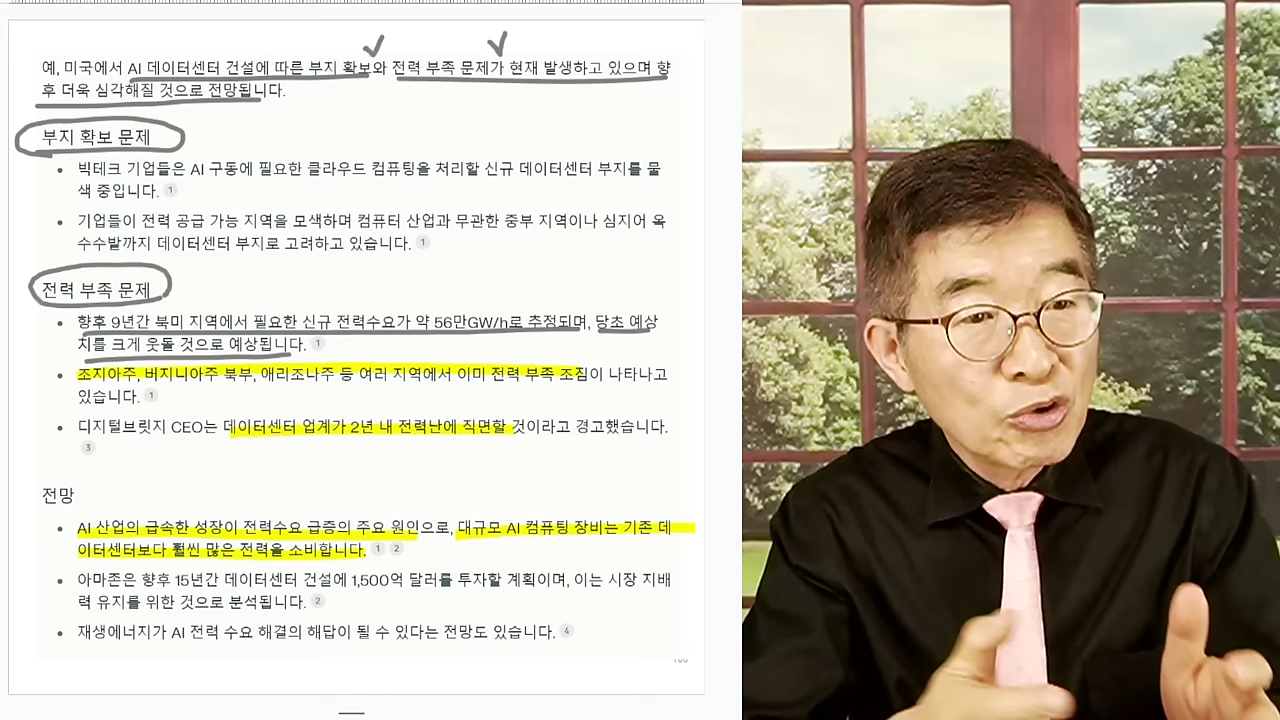 예, 미국에서 AI 데이터센터 건설에 따른 부지 확보와 전력 부족 문제가 현재 발생하고 있으며 향
후 더욱 심각해질 것으로 전망됩니다.
부지 확보 문제
• 빅테크 기업들은 AI 구동에 필요한 클라우드 컴퓨팅을 처리할 신규 데이터센터 부지를 물
색 중입니다. 1
• 기업들이 전력 공급 가능 지역을 모색하며 컴퓨터 산업과 무관한 중부 지역이나 심지어 옥
수수밭까지 데이터센터 부지로 고려하고 있습니다. 1
전력 부족 문제
• 향후 9년간 북미 지역에서 필요한 신규 전력수요가 약 56만GW/h로 추정되며, 당초 예상
치를 크게 웃돌 것으로 예상됩니다. 1
• 조지아주, 버지니아주 북부, 애리조나주 등 여러 지역에서 이미 전력 부족 조짐이 나타나고
있습니다. 1
• 디지털브릿지 CEO는 데이터센터 업계가 2년 내 전력난에 직면할 것이라고 경고했습니다.
3
전망
• AI 산업의 급속한 성장이 전력수요 급증의 주요 원인으로, 대규모 AI 컴퓨팅 장비는 기존 데
이터센터보다 훨씬 많은 전력을 소비합니다. 1 2
• 아마존은 향후 15년간 데이터센터 건설에 1,500억 달러를 투자할 계획이며, 이는 시장 지배
력 유지를 위한 것으로 분석됩니다. 2
• 재생에너지가 AI 전력 수요 해결의 해답이 될 수 있다는 전망도 있습니다. 4